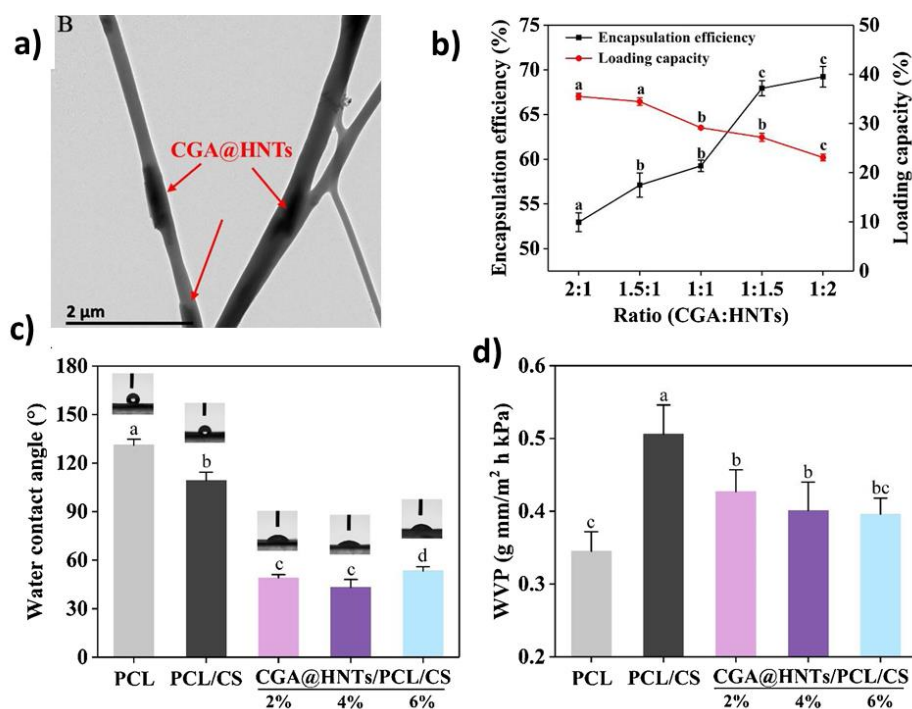 a)
B
CGA@HNTs
2 μm
b)
Encapsulation efficiency (%)
75
70
65
60
55
50
Encapsulation efficiency
Loading capacity
a
a
b
b
c
a
b
b
c
c
50
40
30
20
10
0
Loading capacity (%)
2:1
1.5:1
1:1
1:1.5
1:2
Ratio (CGA:HNTs)
c)
Water contact angle (°)
180
150
120
90
60
30
0
a
b
c
c
d
PCL
PCL/CS
CGA@HNTs/PCL/CS
2%
4%
6%
d)
WVP (g mm/m² h kPa)
0.6
0.5
0.4
0.3
0.2
c
a
b
b
bc
PCL
PCL/CS
CGA@HNTs/PCL/CS
2%
4%
6%